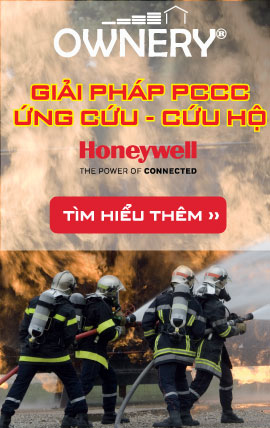 OWNERY®
GIẢI PHÁP PCCC
ỨNG CỨU - CỨU HỘ
Honeywell
THE POWER OF CONNECTED
TÌM HIỂU THÊM ››